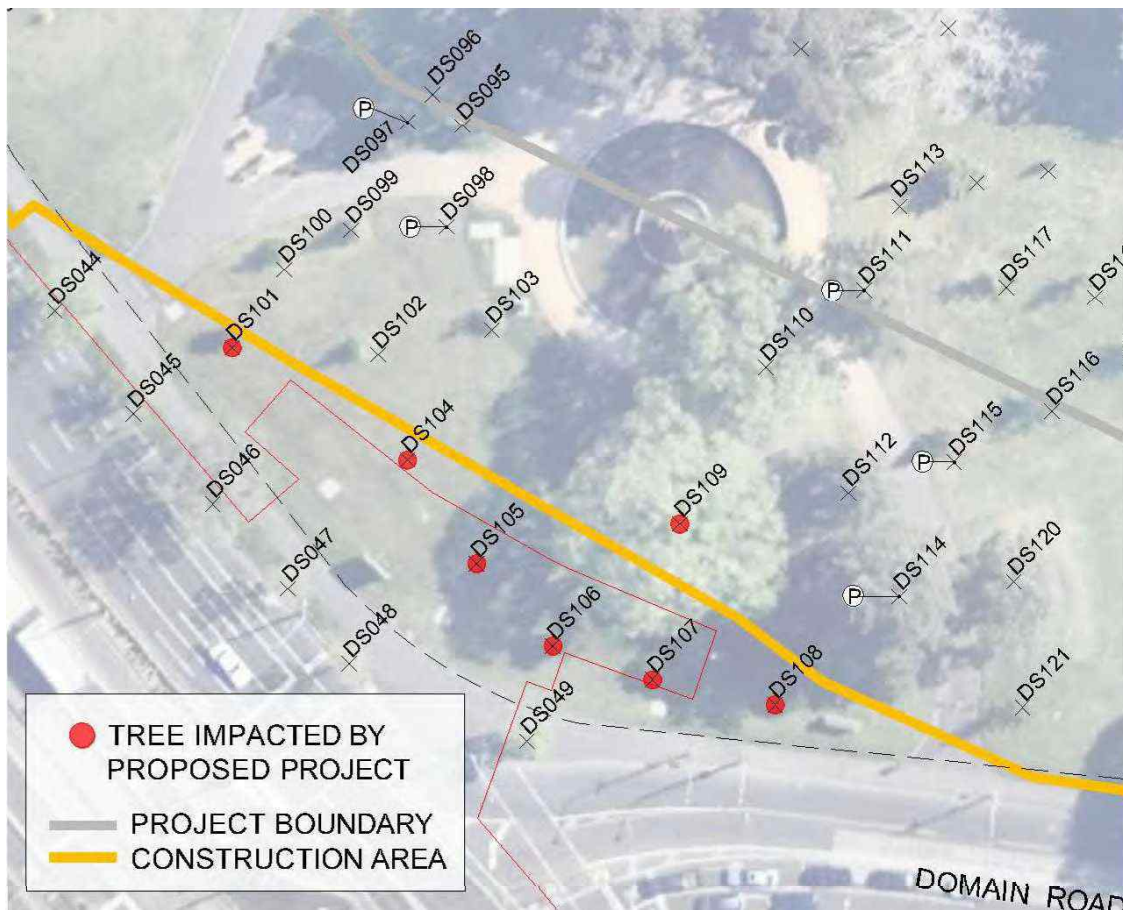 DS096
DS095
P
DS097
DS113
DS099
P
DS098
DS100
DS117
P
DS111
DS044
DS101
DS103
DS102
DS110
DS116
DS045
DS104
P
DS115
DS112
DS046
DS109
DS105
P
DS114
DS120
DS047
DS106
DS107
DS048
DS108
DS121
DS049
TREE IMPACTED BY
PROPOSED PROJECT
PROJECT BOUNDARY
CONSTRUCTION AREA
DOMAIN ROAD